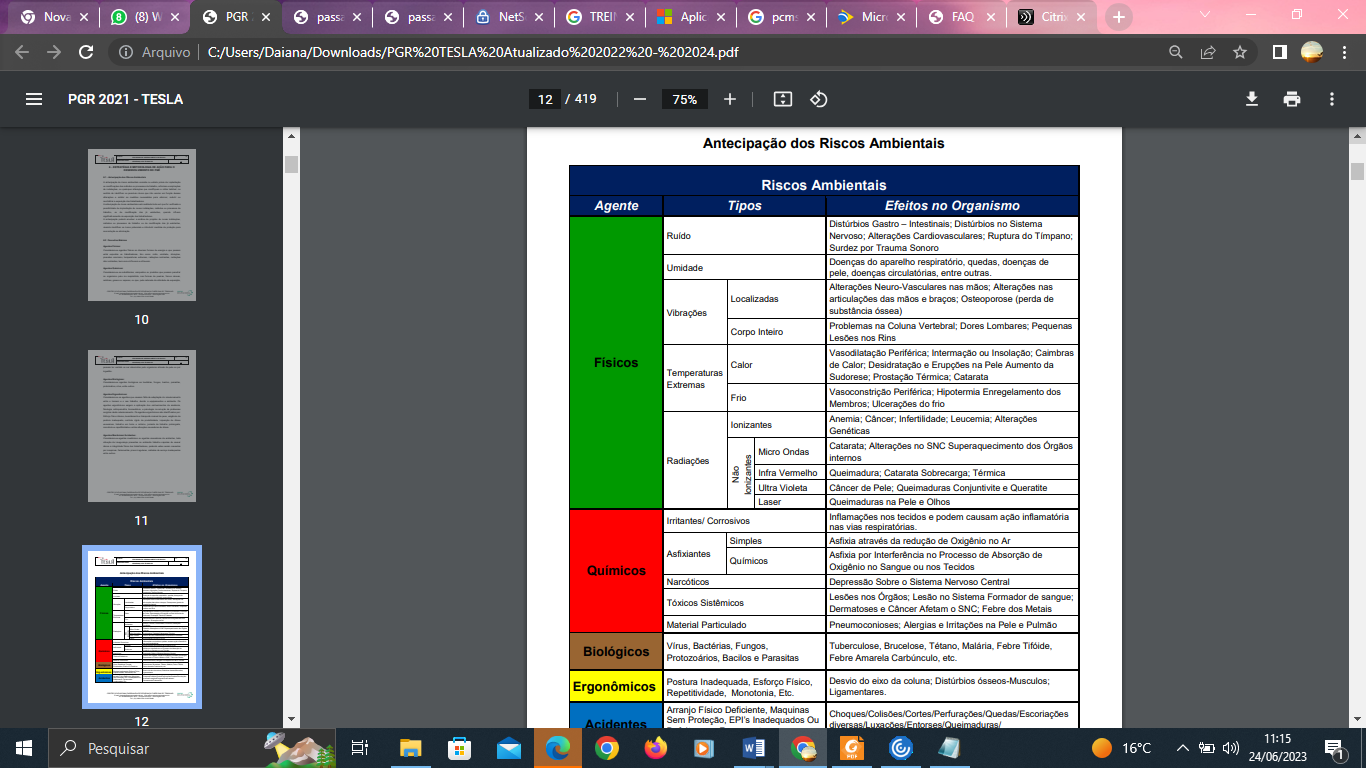 Nova
(8) W
PGR
passa
passa
NetS
TREIN
Aplic
pcms
Micro
FAQ
Citrix
Arquivo
C:/Users/Daiana/Downloads/PGR%20TESLA%20Atualizado%202022%20-%202024.pdf
PGR 2021 - TESLA
12 / 419
75%
10
11
12
Antecipação dos Riscos Ambientais
Riscos Ambientais
Agente Tipos Efeitos no Organismo
Físicos
Ruído
Distúrbios Gastro – Intestinais; Distúrbios no Sistema
Nervoso; Alterações Cardiovasculares; Ruptura do Tímpano;
Surdez por Trauma Sonoro
Umidade
Doenças do aparelho respiratório, quedas, doenças de
pele, doenças circulatórias, entre outras.
Vibrações
Localizadas
Alterações Neuro-Vasculares nas mãos; Alterações nas
articulações das mãos e braços; Osteoporose (perda de
substância óssea)
Corpo Inteiro
Problemas na Coluna Vertebral; Dores Lombares; Pequenas
Lesões nos Rins
Temperaturas
Extremas
Calor
Vasodilatação Periférica; Intermação ou Insolação; Caimbras
de Calor; Desidratação e Erupções na Pele Aumento da
Sudorese; Prostação Térmica; Catarata
Frio
Vasoconstrição Periférica; Hipotermia Enregelamento dos
Membros; Ulcerações do frio
Radiações
Ionizantes
Anemia; Câncer; Infertilidade; Leucemia; Alterações
Genéticas
Não
Ionizantes
Micro Ondas
Catarata; Alterações no SNC Superaquecimento dos Órgãos
internos
Infra Vermelho
Queimadura; Catarata Sobrecarga; Térmica
Ultra Violeta
Câncer de Pele; Queimaduras Conjuntivite e Queratite
Laser
Queimaduras na Pele e Olhos
Químicos
Irritantes/ Corrosivos
Inflamações nos tecidos e podem causam ação inflamatória
nas vias respiratórias.
Asfixiantes
Simples
Asfixia através da redução de Oxigênio no Ar
Químicos
Asfixia por Interferência no Processo de Absorção de
Oxigênio no Sangue ou nos Tecidos
Narcóticos
Depressão Sobre o Sistema Nervoso Central
Tóxicos Sistêmicos
Lesões nos Órgãos; Lesão no Sistema Formador de sangue;
Dermatoses e Câncer Afetam o SNC; Febre dos Metais
Material Particulado
Pneumoconioses; Alergias e Irritações na Pele e Pulmão
Biológicos
Vírus, Bactérias, Fungos,
Protozoários, Bacilos e Parasitas
Tuberculose, Brucelose, Tétano, Malária, Febre Tifóide,
Febre Amarela Carbúnculo, etc.
Ergonômicos
Postura Inadequada, Esforço Físico,
Repetitividade, Monotonia, Etc.
Desvio do eixo da coluna; Distúrbios ósseos-Musculos;
Ligamentares.
Acidentes
Arranjo Físico Deficiente, Maquinas
Sem Proteção, EPI's Inadequados Ou
Choques/Colisões/Cortes/Perfurações/Quedas/Escoriações
diversas/Luxações/Entorses/Queimaduras/
Pesquisar
16°C
11:15
24/06/2023
1